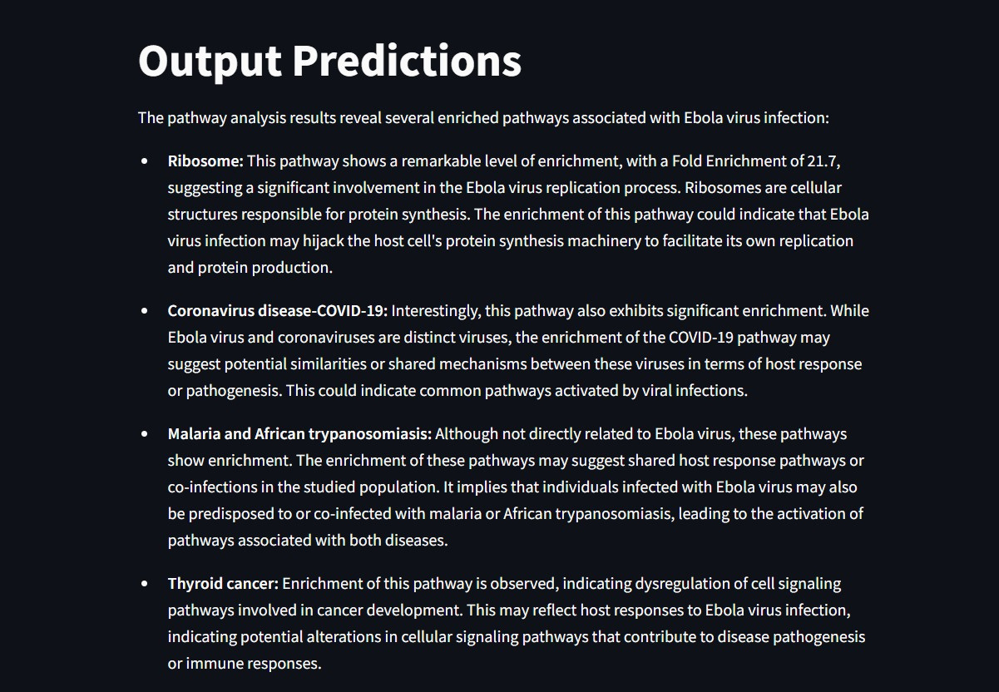 Output Predictions
The pathway analysis results reveal several enriched pathways associated with Ebola virus infection:
• Ribosome: This pathway shows a remarkable level of enrichment, with a Fold Enrichment of 21.7,
suggesting a significant involvement in the Ebola virus replication process. Ribosomes are cellular
structures responsible for protein synthesis. The enrichment of this pathway could indicate that Ebola
virus infection may hijack the host cell's protein synthesis machinery to facilitate its own replication
and protein production.
• Coronavirus disease-COVID-19: Interestingly, this pathway also exhibits significant enrichment. While
Ebola virus and coronaviruses are distinct viruses, the enrichment of the COVID-19 pathway may
suggest potential similarities or shared mechanisms between these viruses in terms of host response
or pathogenesis. This could indicate common pathways activated by viral infections.
• Malaria and African trypanosomiasis: Although not directly related to Ebola virus, these pathways
show enrichment. The enrichment of these pathways may suggest shared host response pathways or
co-infections in the studied population. It implies that individuals infected with Ebola virus may also
be predisposed to or co-infected with malaria or African trypanosomiasis, leading to the activation of
pathways associated with both diseases.
• Thyroid cancer: Enrichment of this pathway is observed, indicating dysregulation of cell signaling
pathways involved in cancer development. This may reflect host responses to Ebola virus infection,
indicating potential alterations in cellular signaling pathways that contribute to disease pathogenesis
or immune responses.